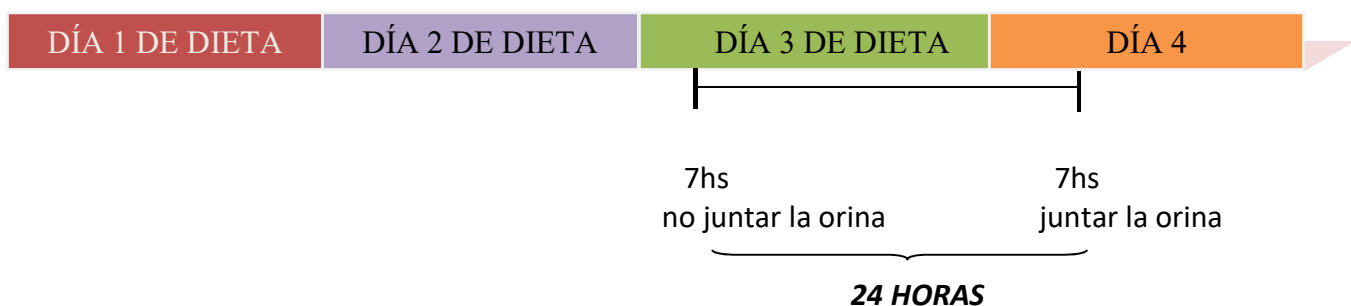 DÍA 1 DE DIETA DÍA 2 DE DIETA DÍA 3 DE DIETA DÍA 4
7hs 7hs
no juntar la orina juntar la orina
24 HORAS